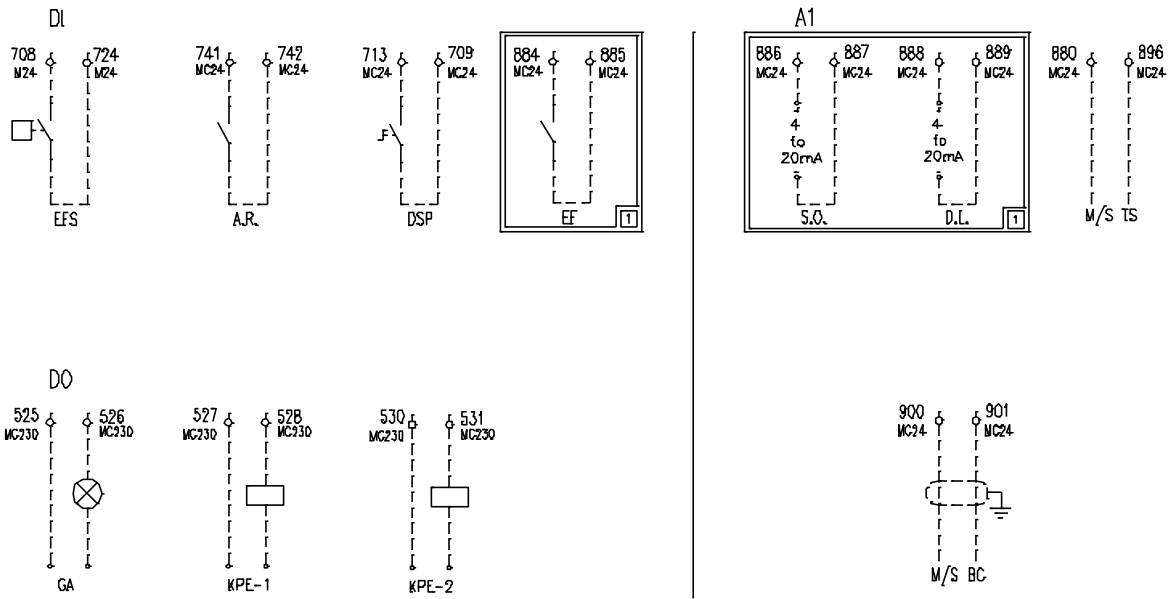 DI
A1
708 724 741 742 713 709 884 885 886 887 888 889 880 896
M24 M24 MC24 MC24 MC24 MC24 MC24 MC24 MC24 MC24 MC24 MC24 MC24 MC24
4 4
to to
20mA 20mA
EFS A.R. DSP EF 1 S.O. D.L. 1 M/S TS
DO
525 526 527 528 530 531 900 901
MC230 MC230 MC230 MC230 MC230 MC230 MC24 MC24
GA KPE-1 KPE-2 M/S BC